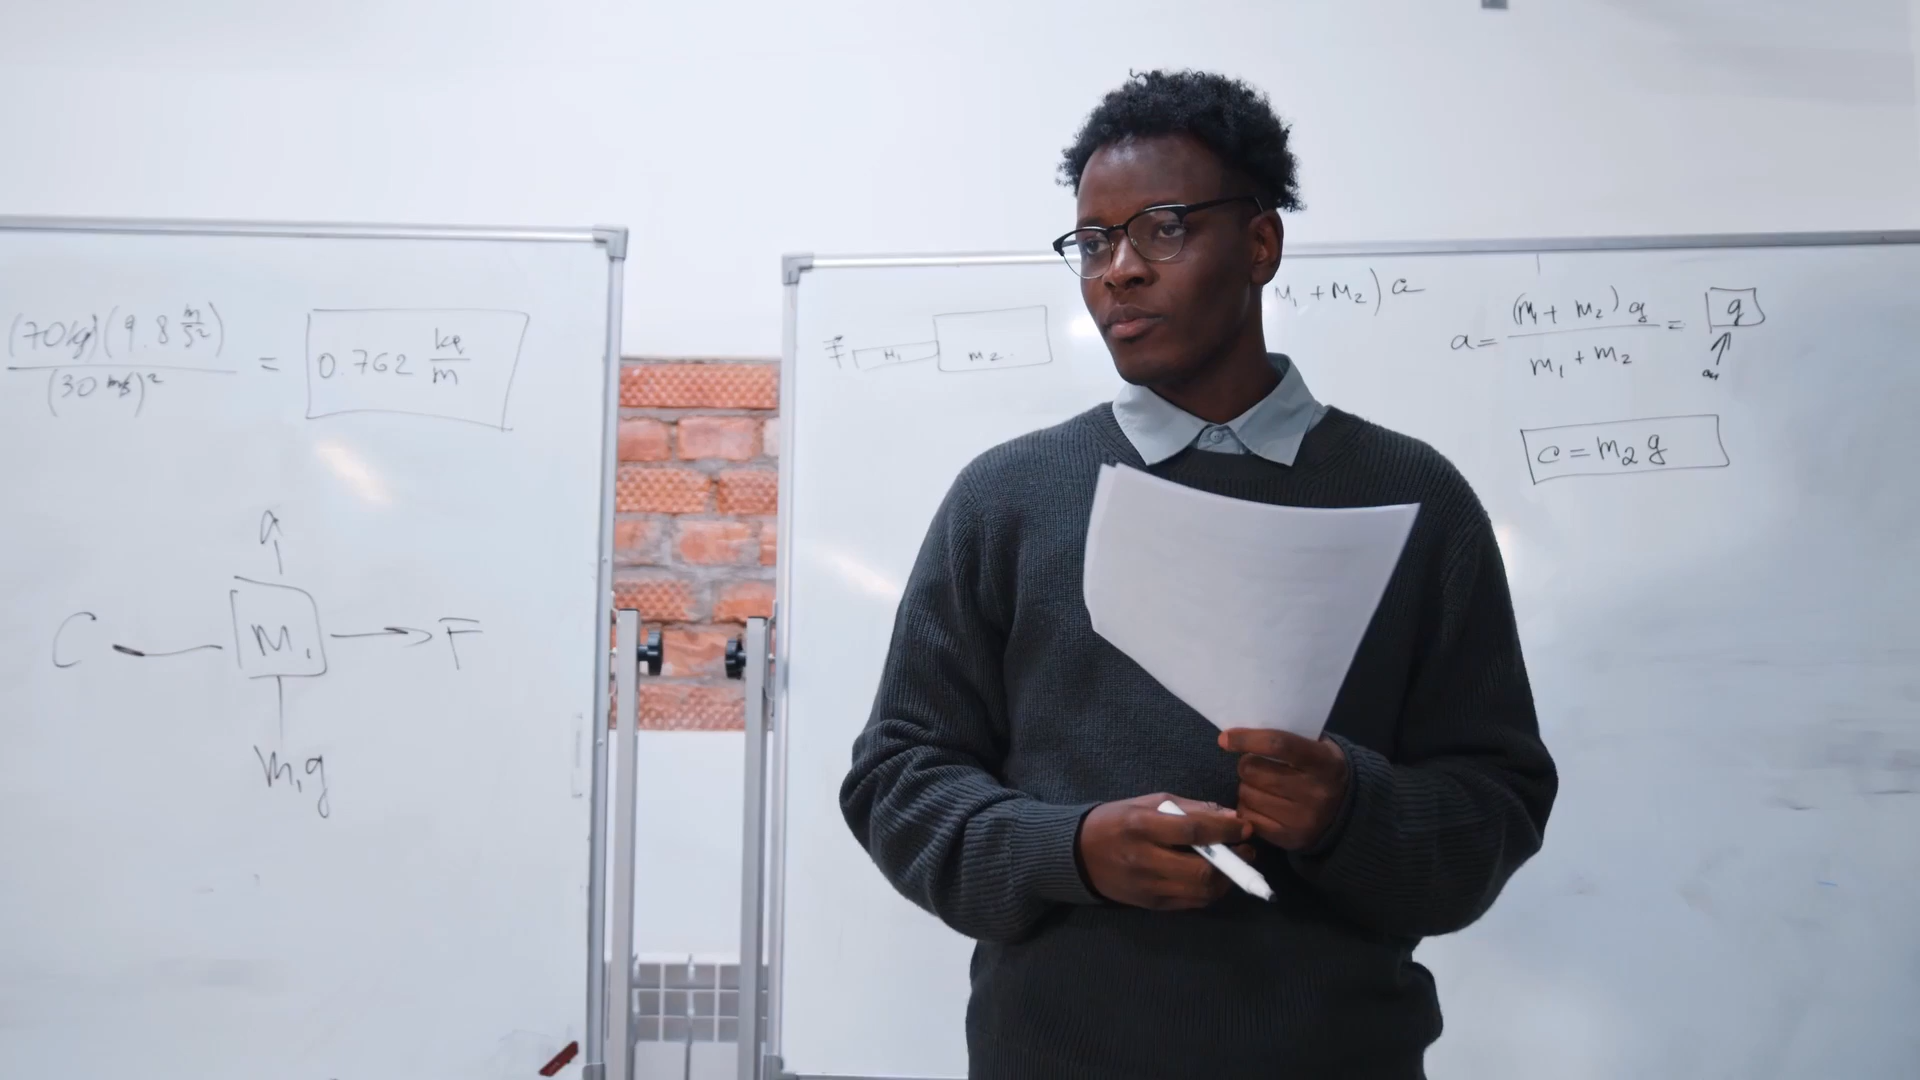 (70kg)(9.8 m/s²)
(30 m/s)²
= 0.762 kg/m
a
C
M₁
F
m₁g
F
M₁
m₂
M₁ + M₂) a
a = (m₁ + m₂) g
m₁ + m₂
= g
c = m₂ g